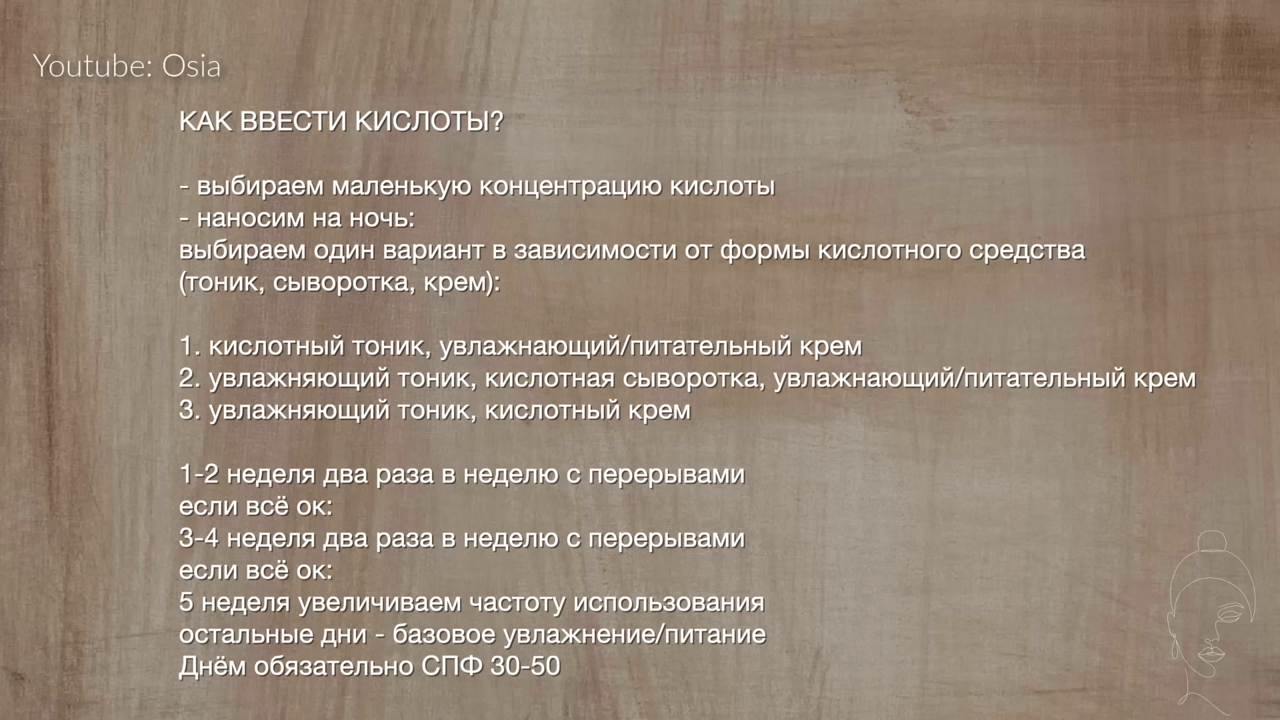 Youtube: Osia
КАК ВВЕСТИ КИСЛОТЫ?
- выбираем маленькую концентрацию кислоты
- наносим на ночь:
выбираем один вариант в зависимости от формы кислотного средства
(тоник, сыворотка, крем):
1. кислотный тоник, увлажнающий/питательный крем
2. увлажняющий тоник, кислотная сыворотка, увлажнающий/питательный крем
3. увлажняющий тоник, кислотный крем
1-2 неделя два раза в неделю с перерывами
если всё ок:
3-4 неделя два раза в неделю с перерывами
если всё ок:
5 неделя увеличиваем частоту использования
остальные дни - базовое увлажнение/питание
Днём обязательно СПФ 30-50